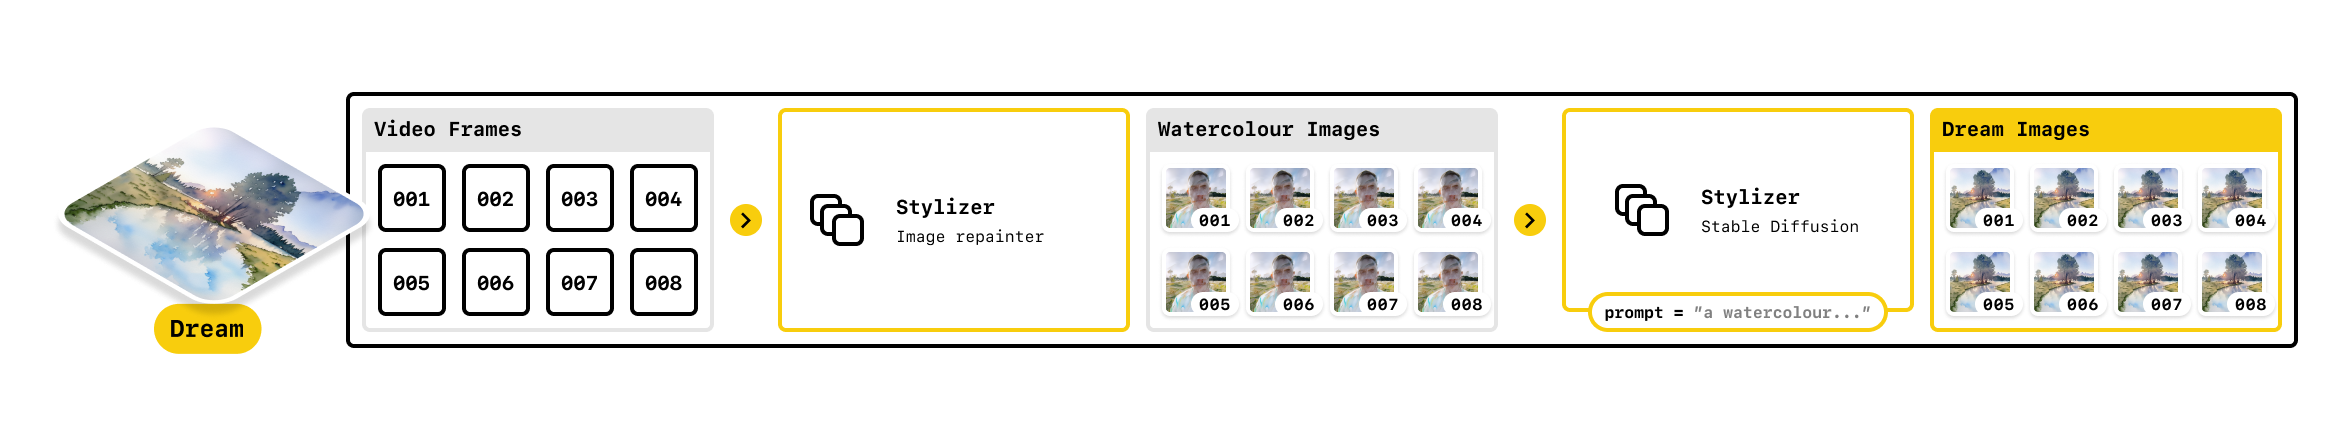 Dream
Video Frames
001 002 003 004
005 006 007 008
Stylizer
Image repainter
Watercolour Images
001 002 003 004
005 006 007 008
Stylizer
Stable Diffusion
prompt = "a watercolour..."
Dream Images
001 002 003 004
005 006 007 008